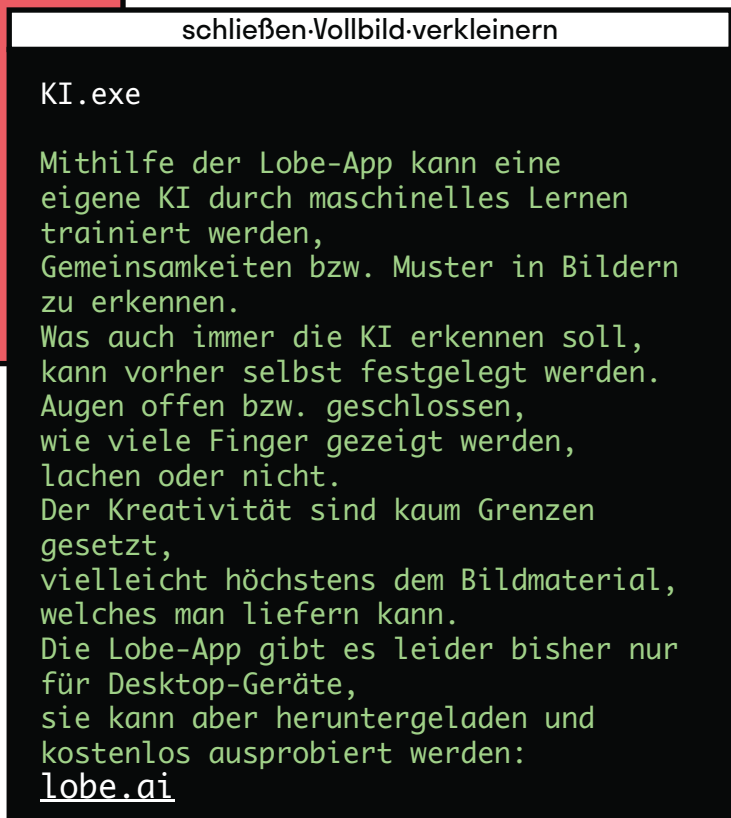 schließen·Vollbild·verkleinern
KI.exe
Mithilfe der Lobe-App kann eine
eigene KI durch maschinelles Lernen
trainiert werden,
Gemeinsamkeiten bzw. Muster in Bildern
zu erkennen.
Was auch immer die KI erkennen soll,
kann vorher selbst festgelegt werden.
Augen offen bzw. geschlossen,
wie viele Finger gezeigt werden,
lachen oder nicht.
Der Kreativität sind kaum Grenzen
gesetzt,
vielleicht höchstens dem Bildmaterial,
welches man liefern kann.
Die Lobe-App gibt es leider bisher nur
für Desktop-Geräte,
sie kann aber heruntergeladen und
kostenlos ausprobiert werden:
lobe.ai